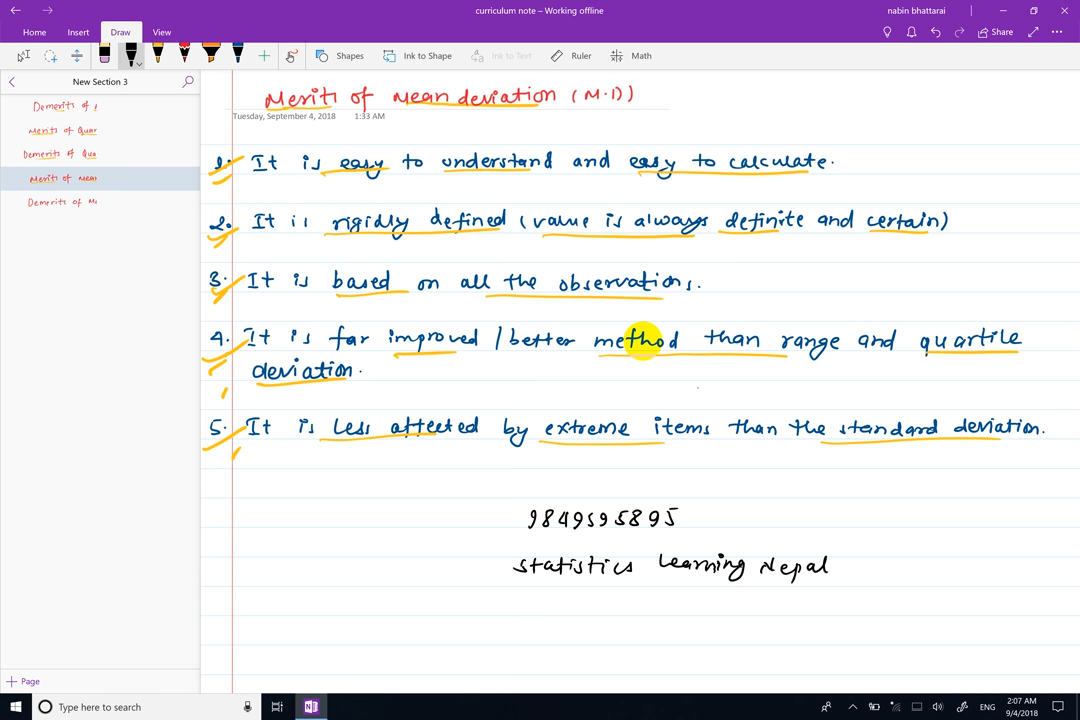 curriculum note – Working offline
nabin bhattarai
Home Insert Draw View
Share
Shapes Ink to Shape Ink to Text Ruler Math
New Section 3
Demerits of
Merits of Quar
Demerits of Qua
Merits of Mean
Demerits of M
Page
Merits of Mean deviation (M.D)
Tuesday, September 4, 2018 1:33 AM
1. It is easy to understand and easy to calculate.
2. It is rigidly defined (value is always definite and certain)
3. It is based on all the observations.
4. It is far improved / better method than range and quartile
deviation.
5. It is less affected by extreme items than the standard deviation.
9849595895
Statistics Learning Nepal
Type here to search
ENG
2:07 AM
9/4/2018